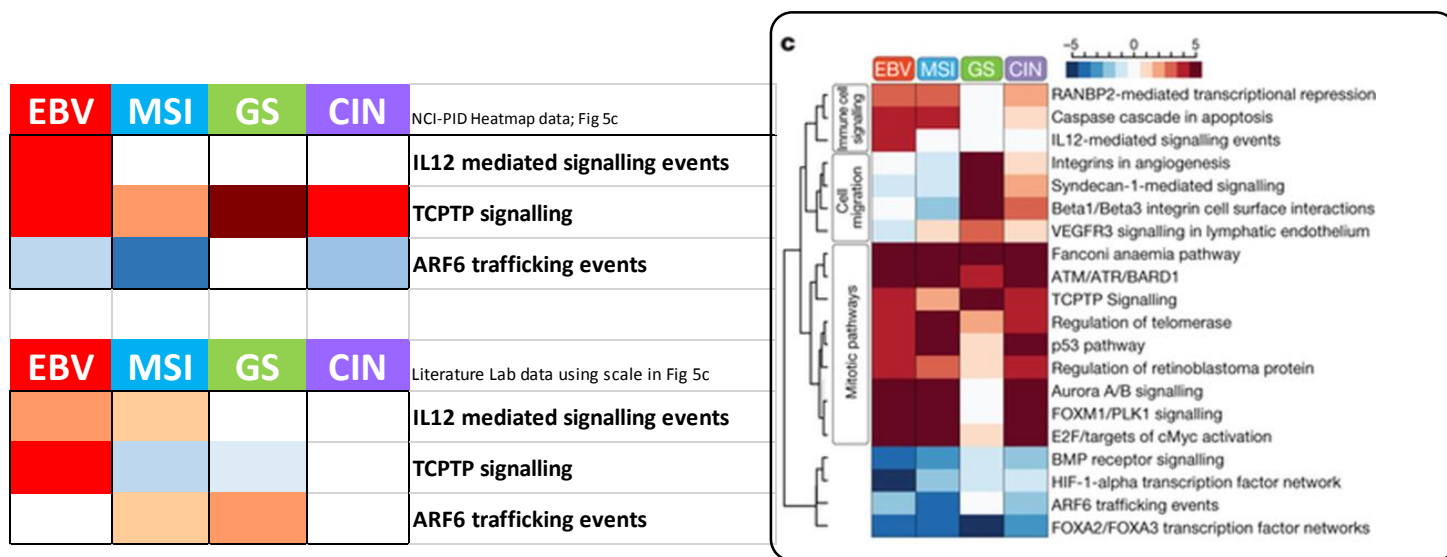 EBV MSI GS CIN NCI-PID Heatmap data; Fig 5c
IL12 mediated signalling events
TCPTP signalling
ARF6 trafficking events
EBV MSI GS CIN Literature Lab data using scale in Fig 5c
IL12 mediated signalling events
TCPTP signalling
ARF6 trafficking events
c
−5 0 5
EBV MSI GS CIN
Immune cell signalling
Cell migration
Mitotic pathways
RANBP2-mediated transcriptional repression
Caspase cascade in apoptosis
IL12-mediated signalling events
Integrins in angiogenesis
Syndecan-1-mediated signalling
Beta1/Beta3 integrin cell surface interactions
VEGFR3 signalling in lymphatic endothelium
Fanconi anaemia pathway
ATM/ATR/BARD1
TCPTP Signalling
Regulation of telomerase
p53 pathway
Regulation of retinoblastoma protein
Aurora A/B signalling
FOXM1/PLK1 signalling
E2F/targets of cMyc activation
BMP receptor signalling
HIF-1-alpha transcription factor network
ARF6 trafficking events
FOXA2/FOXA3 transcription factor networks